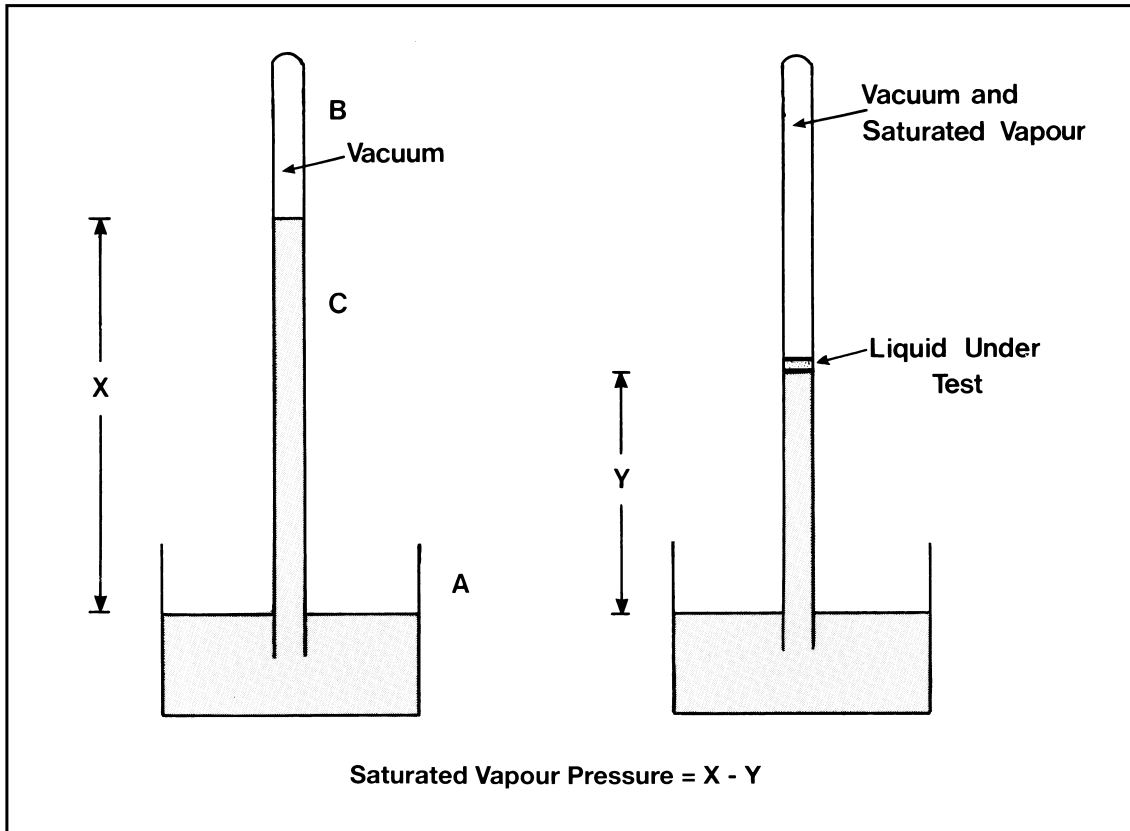 B
Vacuum
C
X
A
Vacuum and
Saturated Vapour
Liquid Under
Test
Y
Saturated Vapour Pressure = X - Y